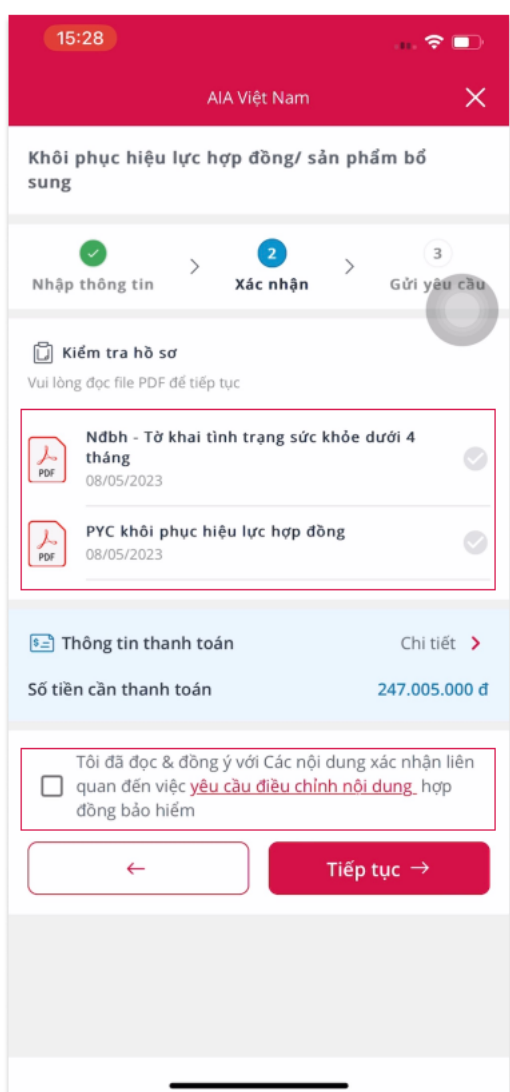 15:28
AIA Việt Nam
Khôi phục hiệu lực hợp đồng/ sản phẩm bổ
sung
2
3
Nhập thông tin
Xác nhận
Gửi yêu cầu
Kiểm tra hồ sơ
Vui lòng đọc file PDF để tiếp tục
PDF
Nđbh - Tờ khai tình trạng sức khỏe dưới 4
tháng
08/05/2023
PDF
PYC khôi phục hiệu lực hợp đồng
08/05/2023
Thông tin thanh toán
Chi tiết
Số tiền cần thanh toán
247.005.000 đ
Tôi đã đọc & đồng ý với Các nội dung xác nhận liên
quan đến việc yêu cầu điều chỉnh nội dung hợp
đồng bảo hiểm
Tiếp tục